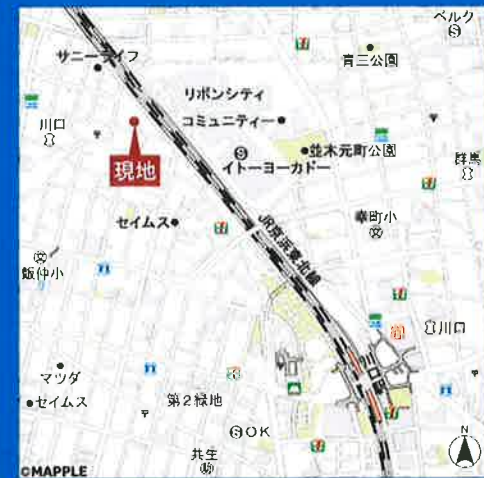 ベルク
サニーライフ
青三公園
リボンシティ
コミュニティー
川口
並木元町公園
イトーヨーカドー
群馬
現地
セイムス
JR京浜東北線
幸町小
飯仲小
川口
川口駅
マツダ
セイムス
第2緑地
OK
共生
N
©MAPPLE